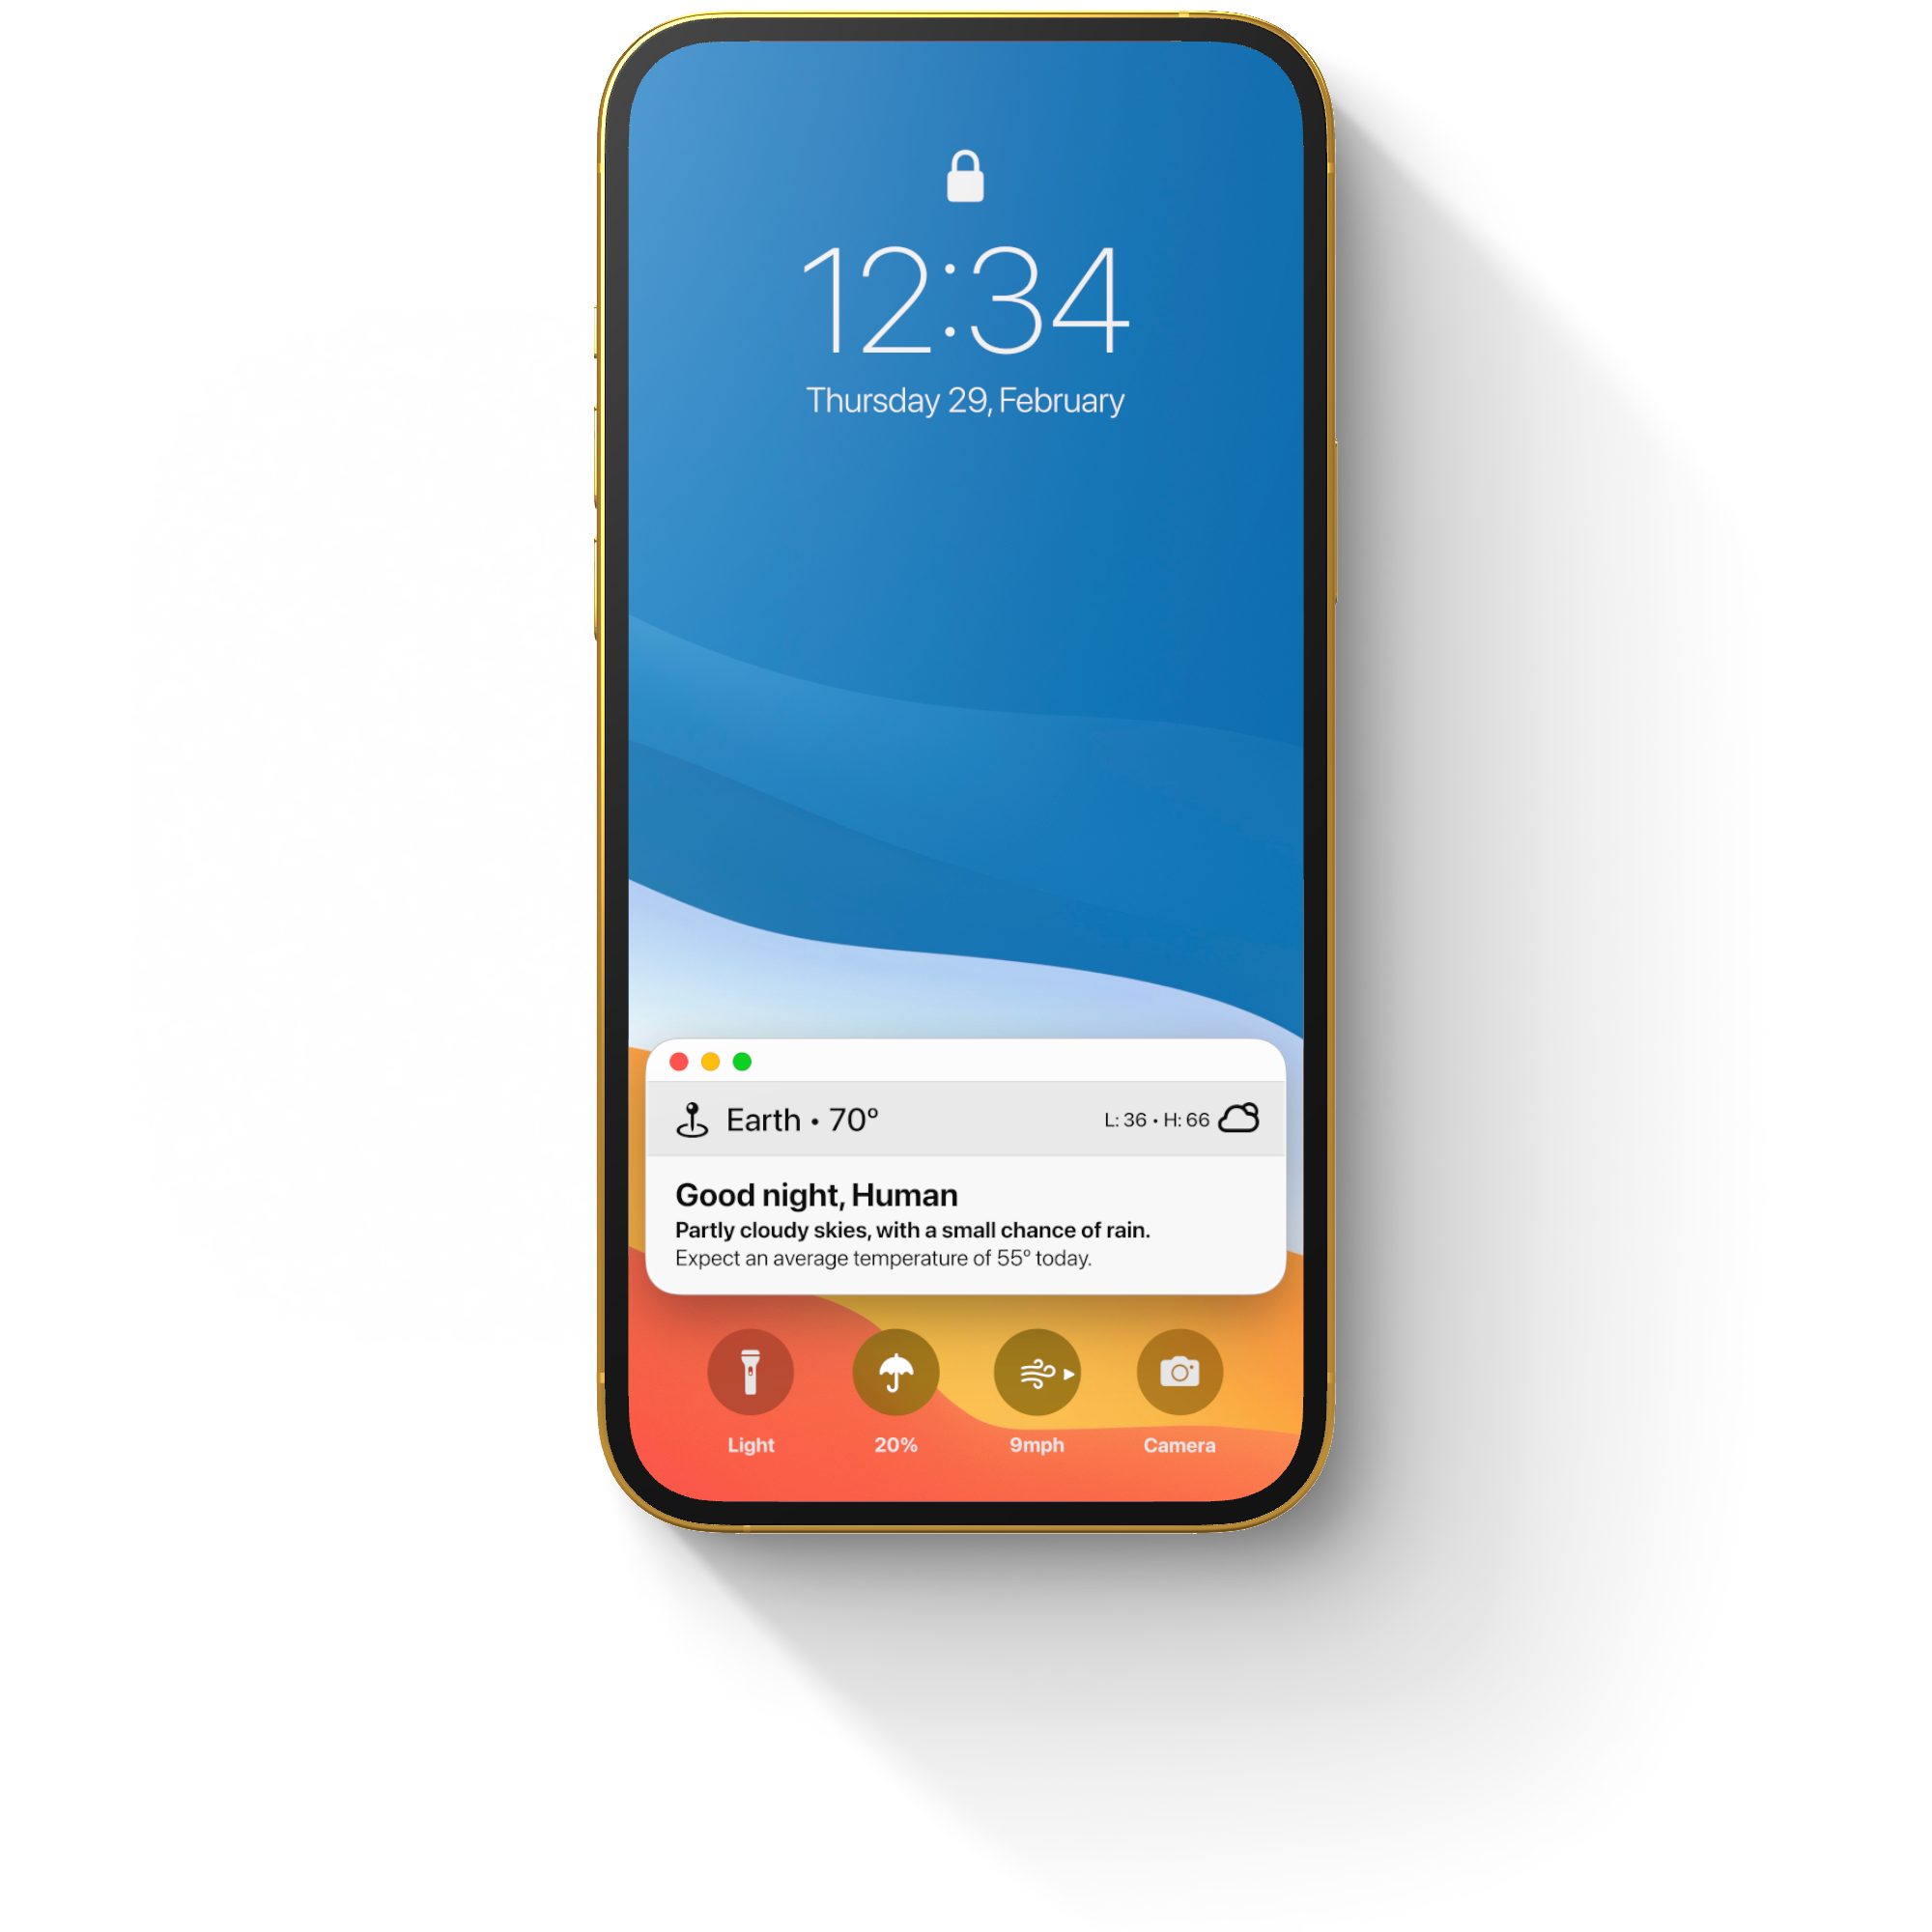 12:34
Thursday 29, February
Earth • 70°
L: 36 • H: 66
Good night, Human
Partly cloudy skies, with a small chance of rain.
Expect an average temperature of 55° today.
Light
20%
9mph
Camera